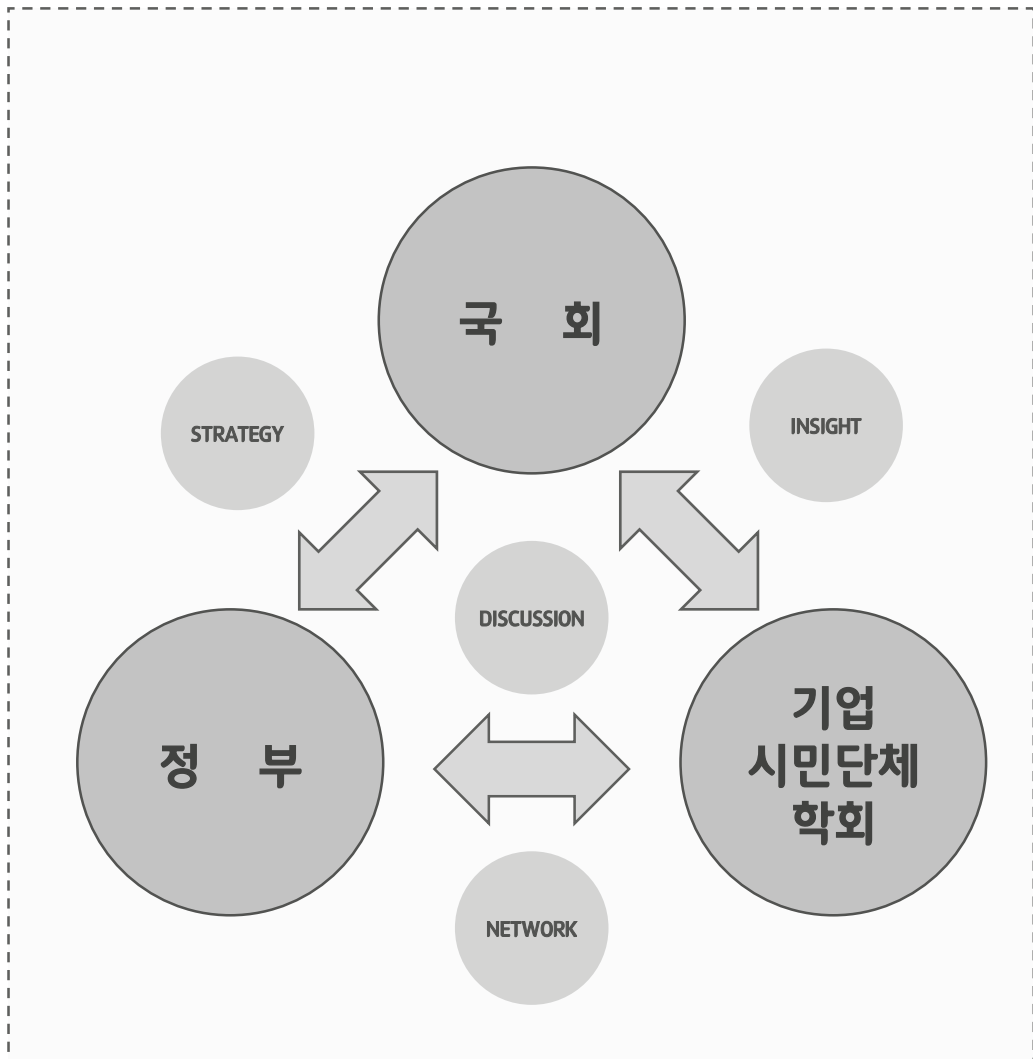 국 회
STRATEGY
INSIGHT
DISCUSSION
정 부
기업
시민단체
학회
NETWORK